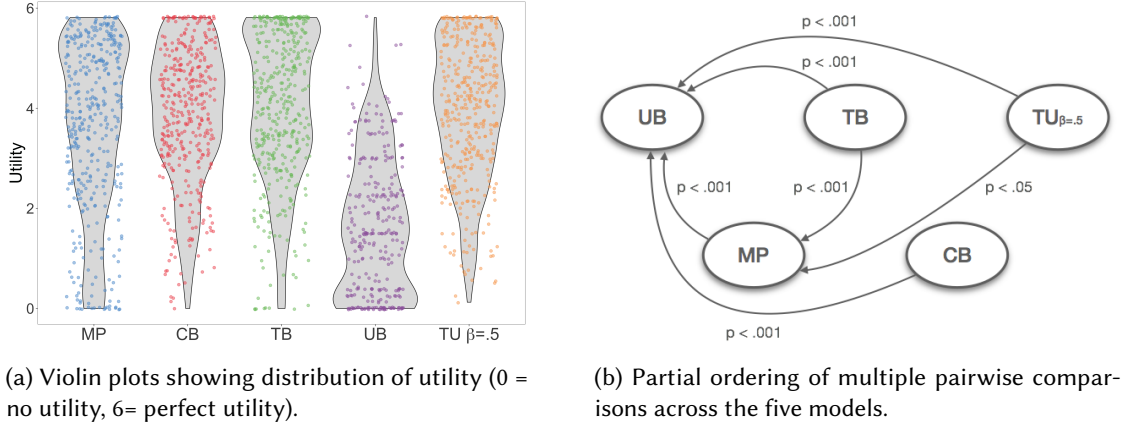 6
4
2
0
Utility
MP
CB
TB
UB
TU β=.5
(a) Violin plots showing distribution of utility (0 =
no utility, 6= perfect utility).
p < .001
p < .001
UB
TB
TUβ=.5
p < .001
p < .001
p < .05
MP
CB
p < .001
(b) Partial ordering of multiple pairwise compar-
isons across the five models.